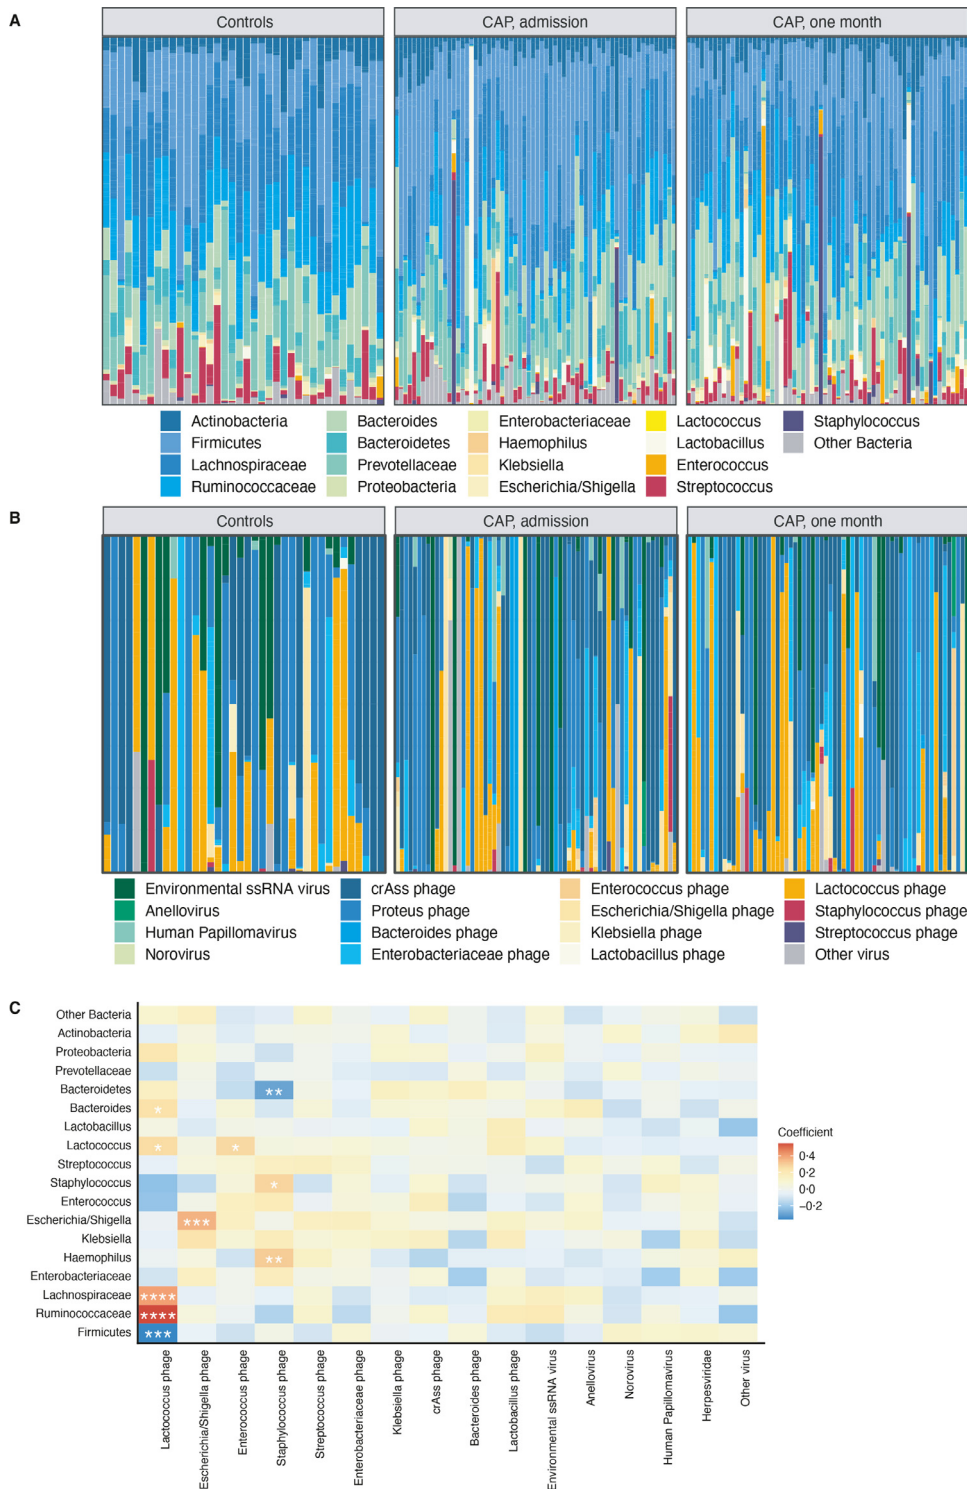 A
Controls
CAP, admission
CAP, one month
Actinobacteria
Firmicutes
Lachnospiraceae
Ruminococcaceae
Bacteroides
Bacteroidetes
Prevotellaceae
Proteobacteria
Enterobacteriaceae
Haemophilus
Klebsiella
Escherichia/Shigella
Lactococcus
Lactobacillus
Enterococcus
Streptococcus
Staphylococcus
Other Bacteria
B
Controls
CAP, admission
CAP, one month
Environmental ssRNA virus
Anellovirus
Human Papillomavirus
Norovirus
crAss phage
Proteus phage
Bacteroides phage
Enterobacteriaceae phage
Enterococcus phage
Escherichia/Shigella phage
Klebsiella phage
Lactobacillus phage
Lactococcus phage
Staphylococcus phage
Streptococcus phage
Other virus
C
Other Bacteria
Actinobacteria
Proteobacteria
Prevotellaceae
Bacteroidetes **
Bacteroides *
Lactobacillus
Lactococcus * *
Streptococcus
Staphylococcus *
Enterococcus
Escherichia/Shigella ***
Klebsiella
Haemophilus **
Enterobacteriaceae
Lachnospiraceae ****
Ruminococcaceae ****
Firmicutes ***
Lactococcus phage
Escherichia/Shigella phage
Enterococcus phage
Staphylococcus phage
Streptococcus phage
Enterobacteriaceae phage
Klebsiella phage
crAss phage
Bacteroides phage
Lactobacillus phage
Environmental ssRNA virus
Anellovirus
Norovirus
Human Papillomavirus
Herpesviridae
Other virus
Coefficient
0·4
0·2
0·0
−0·2